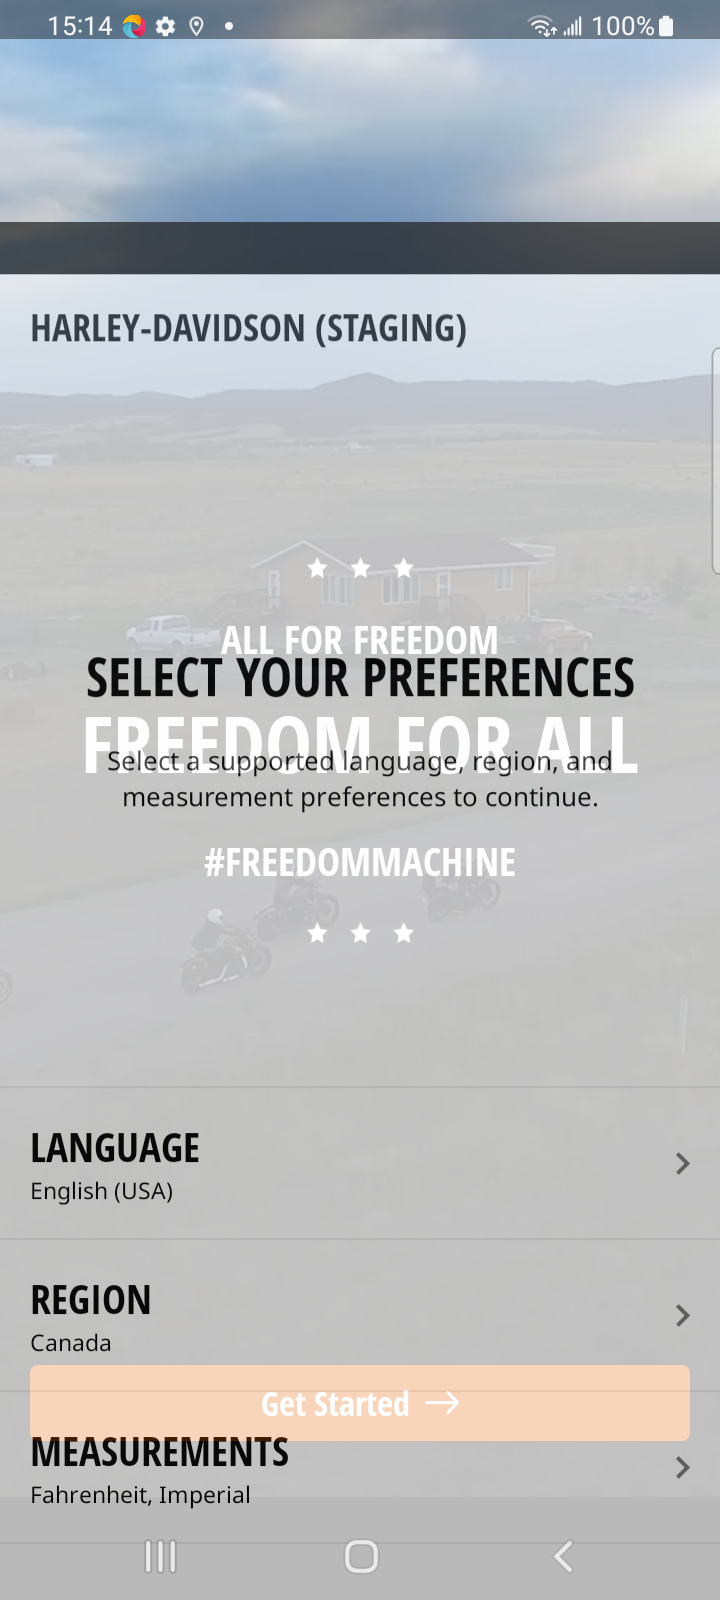 15:14
100%
HARLEY-DAVIDSON (STAGING)
ALL FOR FREEDOM
SELECT YOUR PREFERENCES
FREEDOM FOR ALL
Select a supported language, region, and
measurement preferences to continue.
#FREEDOMMACHINE
LANGUAGE
English (USA)
REGION
Canada
Get Started
MEASUREMENTS
Fahrenheit, Imperial